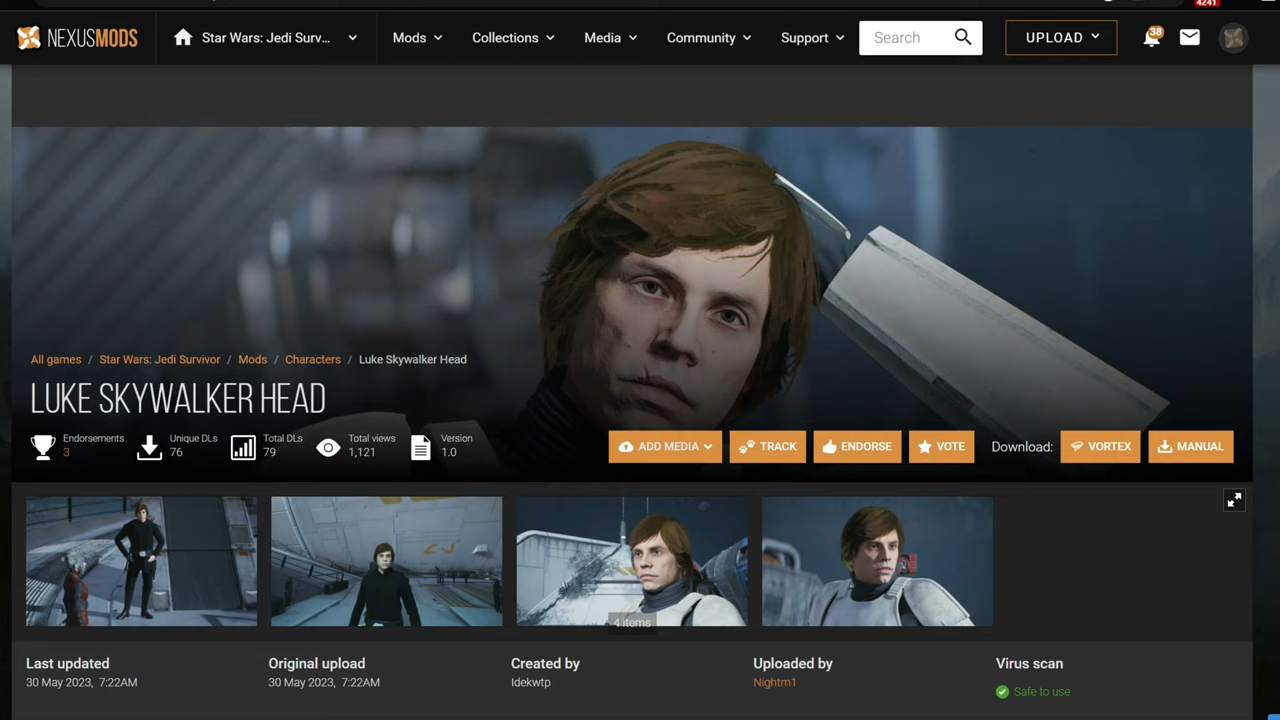 4241
NEXUSMODS
Star Wars: Jedi Surv...
Mods
Collections
Media
Community
Support
Search
UPLOAD
38
All games / Star Wars: Jedi Survivor / Mods / Characters / Luke Skywalker Head
LUKE SKYWALKER HEAD
Endorsements
3
Unique DLs
76
Total DLs
79
Total views
1,121
Version
1.0
ADD MEDIA
TRACK
ENDORSE
VOTE
Download:
VORTEX
MANUAL
4 items
Last updated
30 May 2023, 7:22AM
Original upload
30 May 2023, 7:22AM
Created by
Idekwtp
Uploaded by
Nightm1
Virus scan
Safe to use